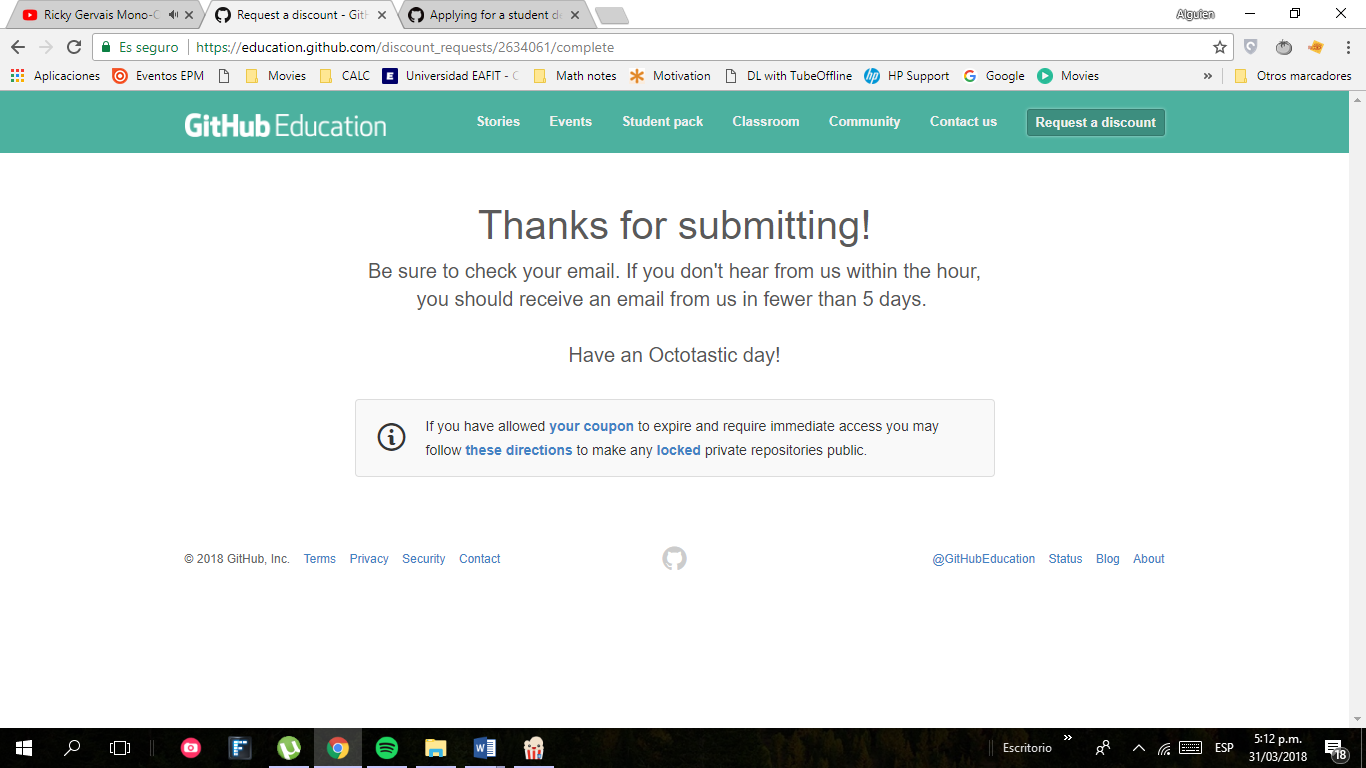 Ricky Gervais Mono-
Request a discount - Git
Applying for a student d
Alguien
Es seguro
https://education.github.com/discount_requests/2634061/complete
Aplicaciones
Eventos EPM
Movies
CALC
Universidad EAFIT -
Math notes
Motivation
DL with TubeOffline
HP Support
Google
Movies
»
Otros marcadores
GitHub Education
Stories
Events
Student pack
Classroom
Community
Contact us
Request a discount
Thanks for submitting!
Be sure to check your email. If you don't hear from us within the hour,
you should receive an email from us in fewer than 5 days.
Have an Octotastic day!
If you have allowed your coupon to expire and require immediate access you may
follow these directions to make any locked private repositories public.
© 2018 GitHub, Inc.
Terms
Privacy
Security
Contact
@GitHubEducation
Status
Blog
About
Escritorio
»
ESP
5:12 p.m.
31/03/2018
18